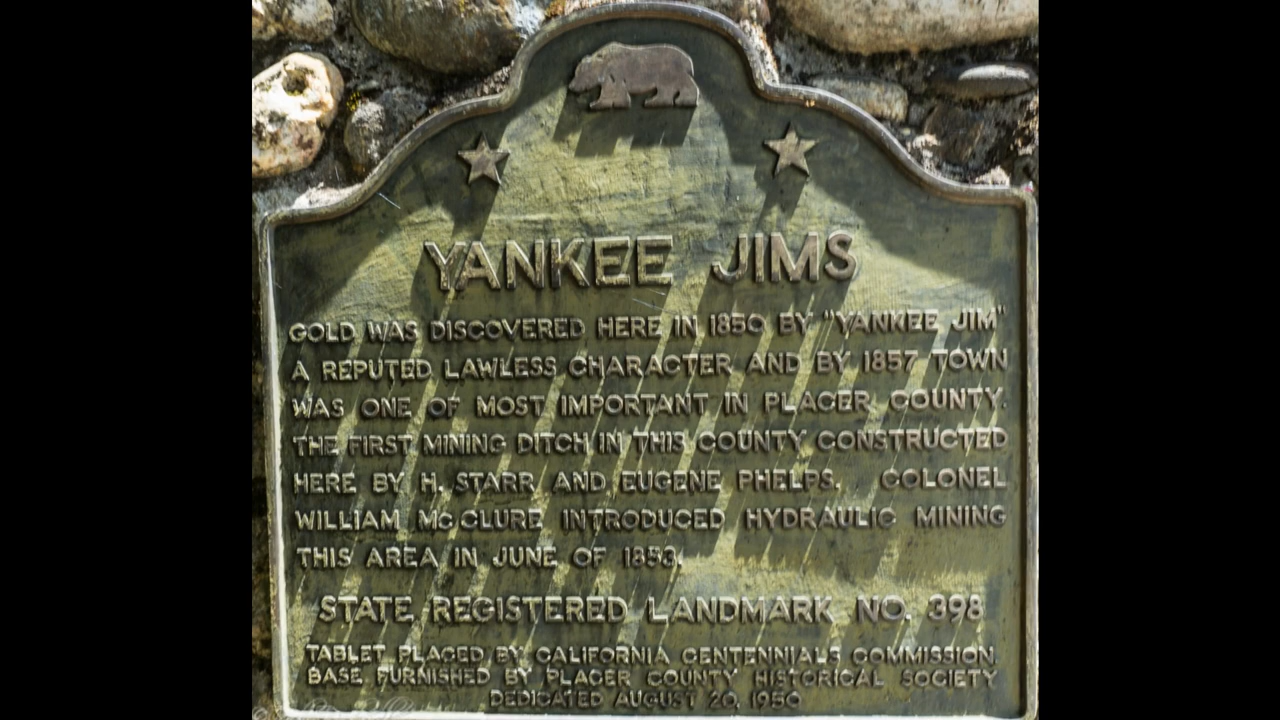 YANKEE JIMS
GOLD WAS DISCOVERED HERE IN 1850 BY "YANKEE JIM"
A REPUTED LAWLESS CHARACTER AND BY 1857 TOWN
WAS ONE OF MOST IMPORTANT IN PLACER COUNTY.
THE FIRST MINING DITCH IN THIS COUNTY CONSTRUCTED
HERE BY H. STARR AND EUGENE PHELPS. COLONEL
WILLIAM McCLURE INTRODUCED HYDRAULIC MINING
THIS AREA IN JUNE OF 1853.
STATE REGISTERED LANDMARK NO. 398
TABLET PLACED BY CALIFORNIA CENTENNIALS COMMISSION.
BASE FURNISHED BY PLACER COUNTY HISTORICAL SOCIETY
DEDICATED AUGUST 20, 1950